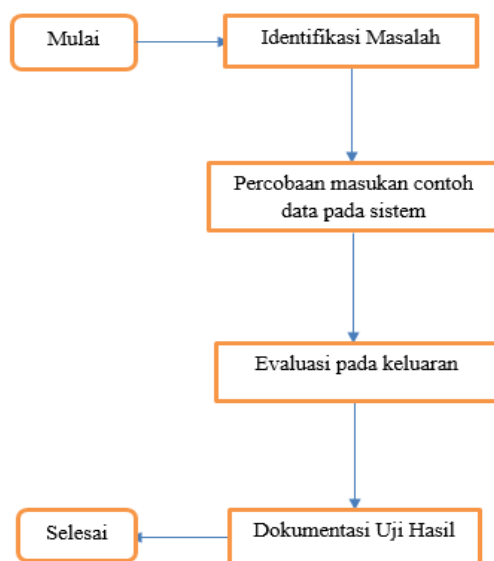 Mulai
Identifikasi Masalah
Percobaan masukan contoh
data pada sistem
Evaluasi pada keluaran
Dokumentasi Uji Hasil
Selesai